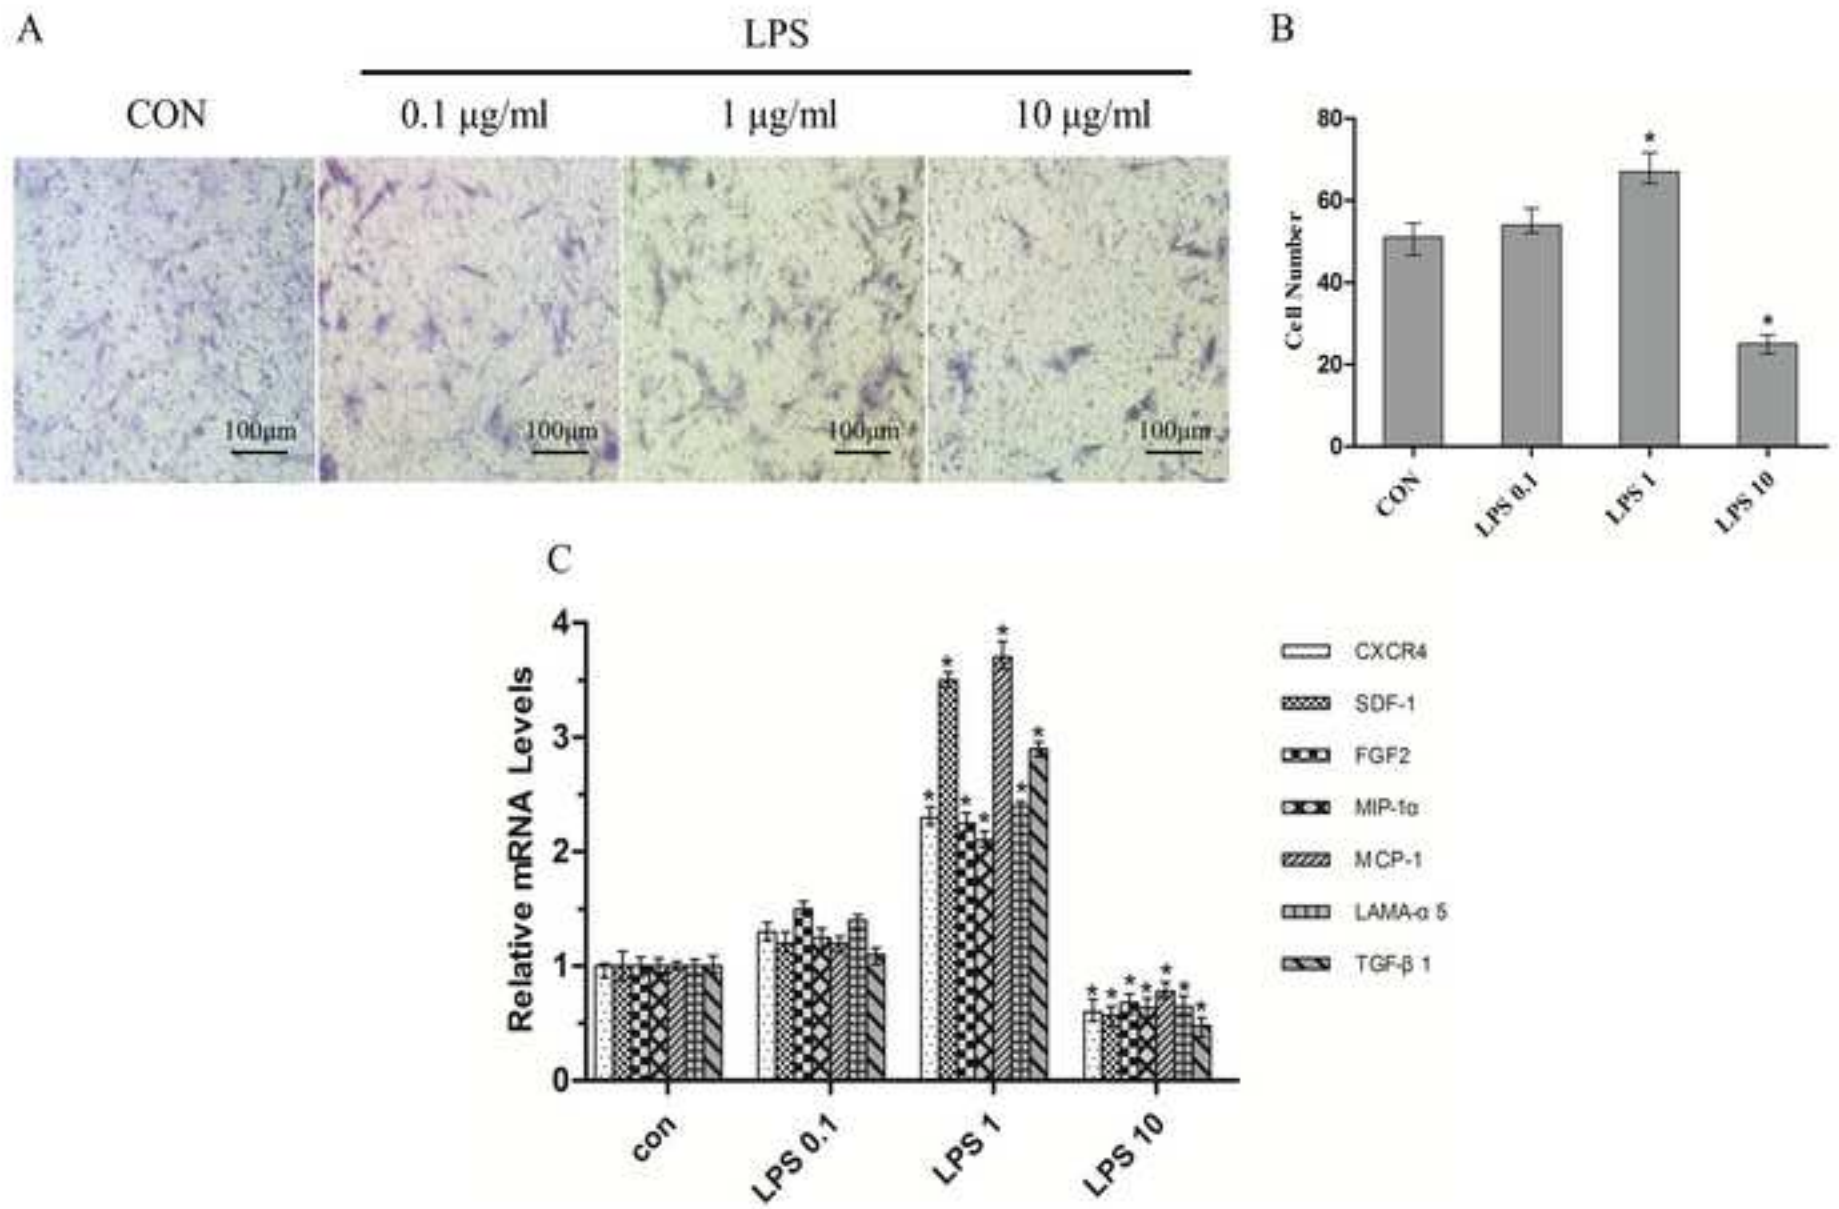 A
LPS
CON
0.1 µg/ml
1 µg/ml
10 µg/ml
100µm
100µm
100µm
100µm
B
80
60
40
20
0
Cell Number
*
*
CON
LPS 0.1
LPS 1
LPS 10
C
4
3
2
1
0
Relative mRNA Levels
* * * * * * *
* * * * * * *
con
LPS 0.1
LPS 1
LPS 10
CXCR4
SDF-1
FGF2
MIP-1α
MCP-1
LAMA-α 5
TGF-β 1